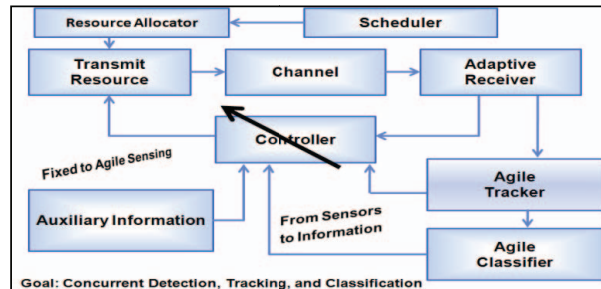 Resource Allocator
Scheduler
Transmit
Resource
Channel
Adaptive
Receiver
Controller
Fixed to Agile Sensing
Agile
Tracker
Auxiliary Information
From Sensors
to Information
Agile
Classifier
Goal: Concurrent Detection, Tracking, and Classification